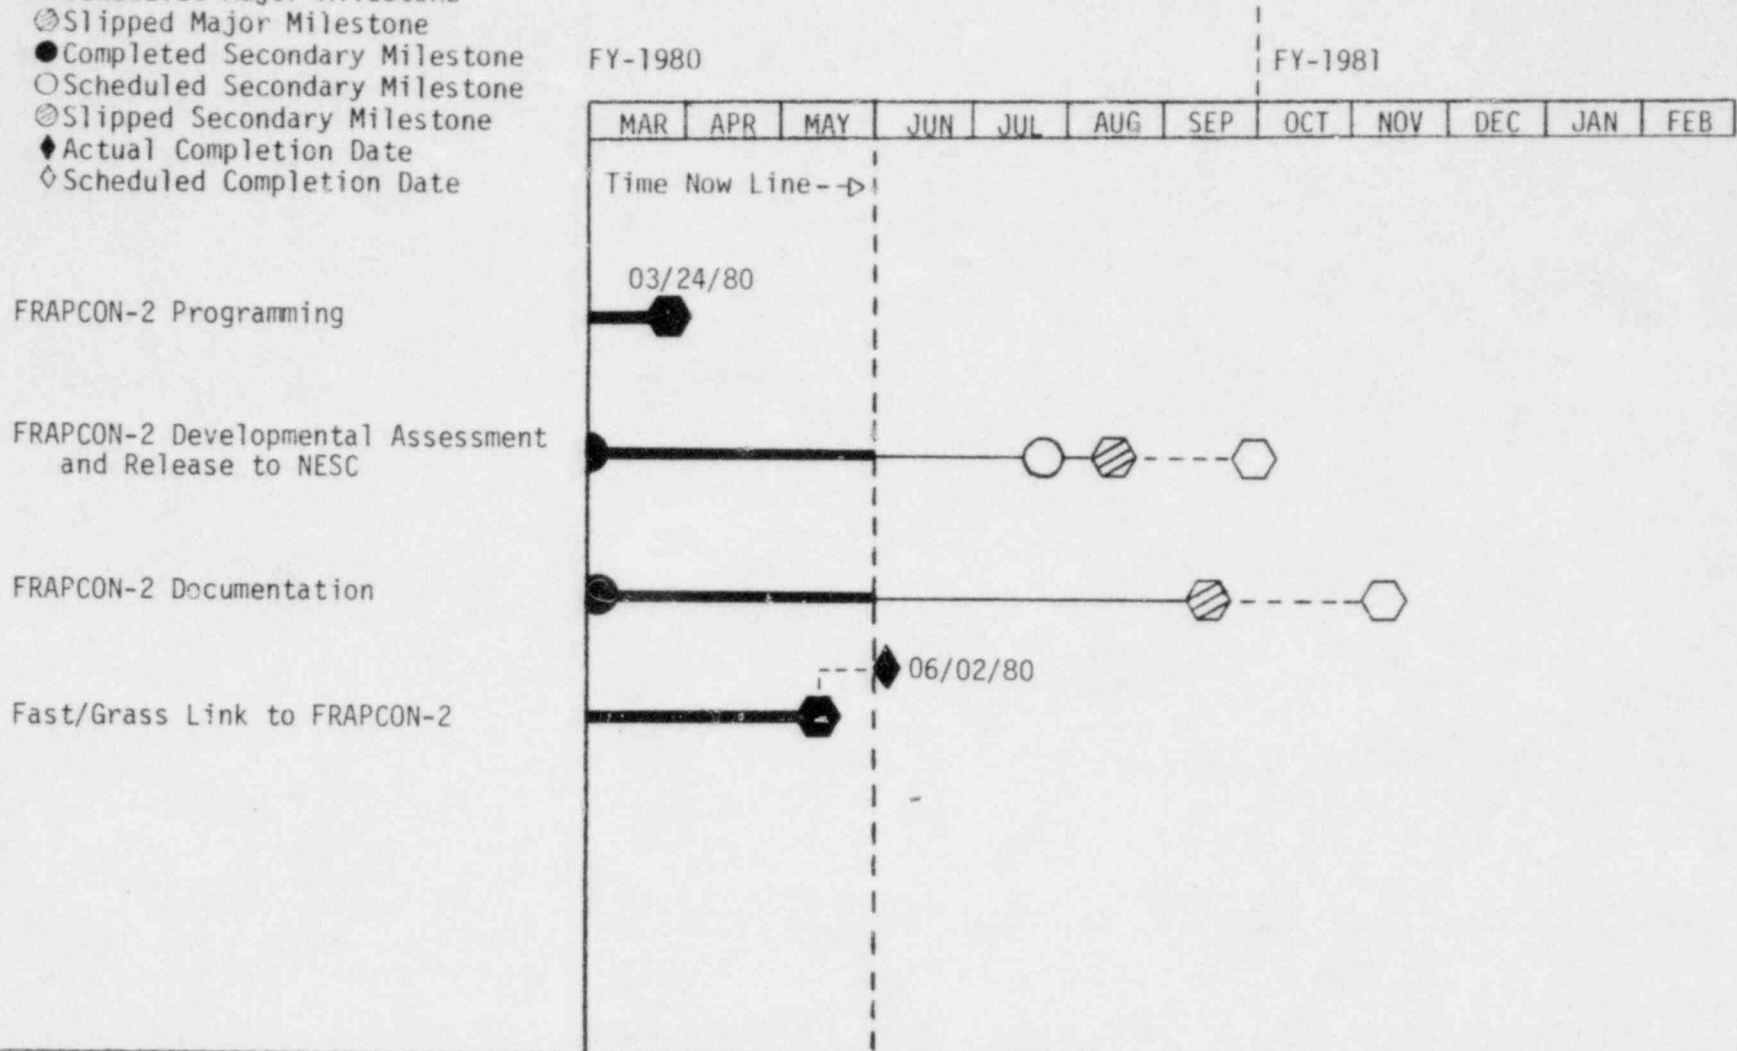 Slipped Major Milestone
Completed Secondary Milestone
Scheduled Secondary Milestone
Slipped Secondary Milestone
Actual Completion Date
Scheduled Completion Date
FY-1980
FY-1981
MAR APR MAY JUN JUL AUG SEP OCT NOV DEC JAN FEB
Time Now Line
03/24/80
FRAPCON-2 Programming
FRAPCON-2 Developmental Assessment
and Release to NESC
FRAPCON-2 Documentation
06/02/80
Fast/Grass Link to FRAPCON-2